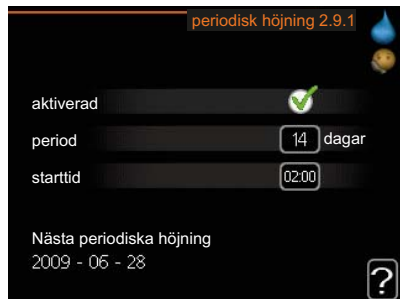 periodisk höjning 2.9.1
aktiverad
period 14 dagar
starttid 02:00
Nästa periodiska höjning
2009 - 06 - 28
?